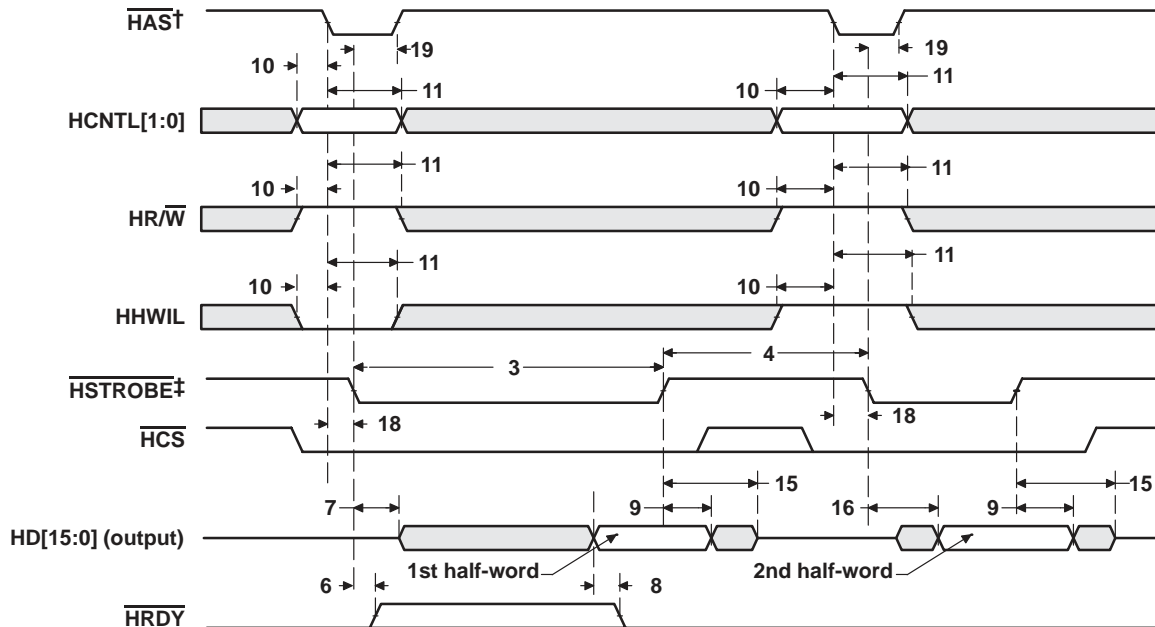 HAS†
19
19
10
11
10
11
HCNTL[1:0]
11
11
10
10
HR/W
11
11
10
10
HHWIL
3
4
HSTROBE‡
18
18
HCS
15
15
7
9
16
9
HD[15:0] (output)
1st half-word
2nd half-word
6
8
HRDY